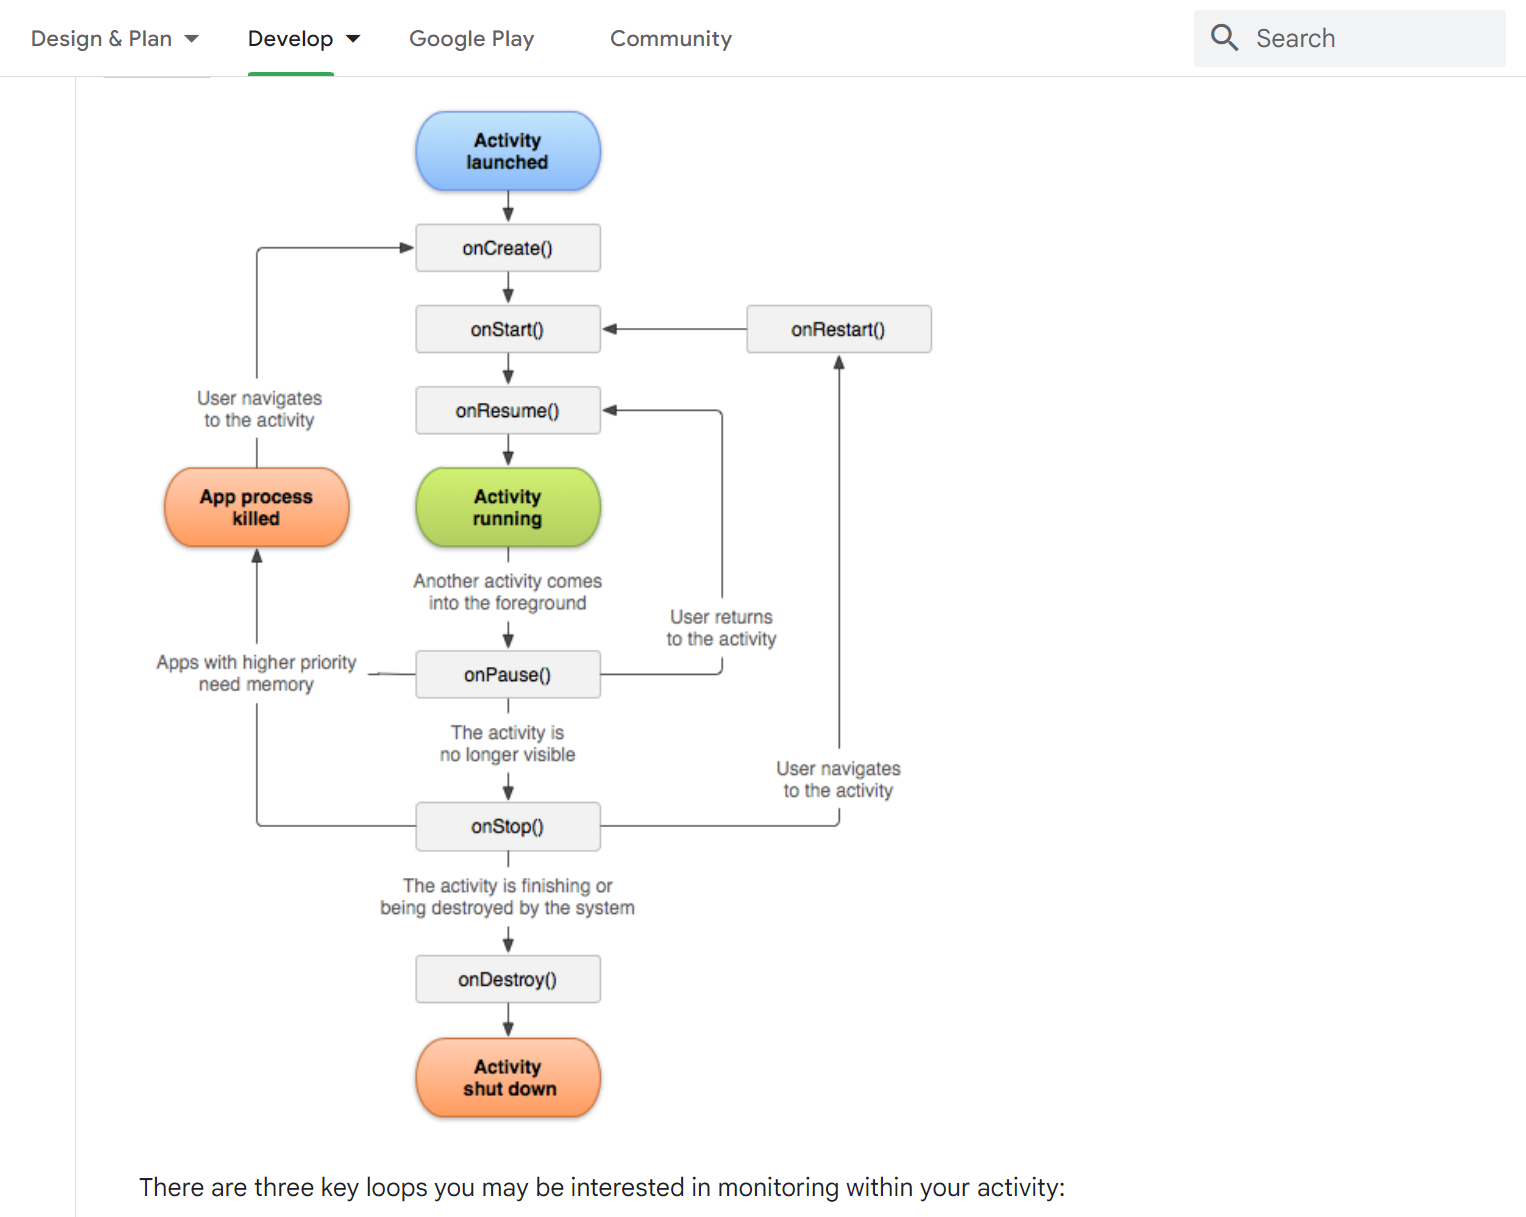 Design & Plan
Develop
Google Play
Community
Search
Activity
launched
onCreate()
onStart()
onRestart()
onResume()
User navigates
to the activity
App process
killed
Activity
running
Another activity comes
into the foreground
User returns
to the activity
Apps with higher priority
need memory
onPause()
The activity is
no longer visible
User navigates
to the activity
onStop()
The activity is finishing or
being destroyed by the system
onDestroy()
Activity
shut down
There are three key loops you may be interested in monitoring within your activity: